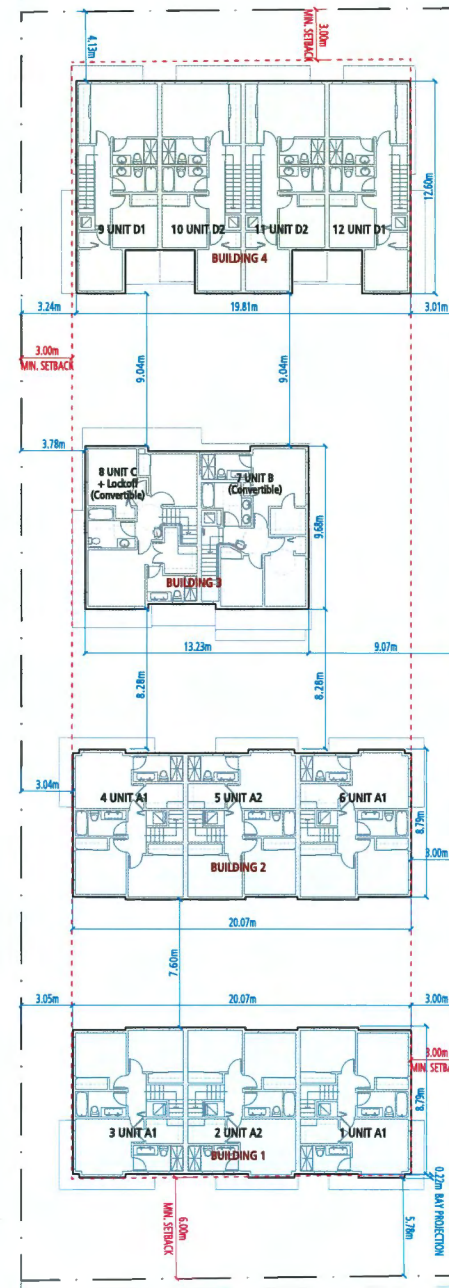 3.00m
MIN. SETBACK
4.13m
12.60m
9 UNIT D1
10 UNIT D2
11 UNIT D2
12 UNIT D1
BUILDING 4
3.24m
19.81m
3.01m
3.00m
MIN. SETBACK
9.04m
9.04m
3.78m
8 UNIT C
+ Lockoff
(Convertible)
7 UNIT B
(Convertible)
9.68m
BUILDING 3
13.23m
9.07m
8.28m
8.28m
3.04m
4 UNIT A1
5 UNIT A2
6 UNIT A1
8.79m
3.00m
BUILDING 2
20.07m
7.60m
3.05m
20.07m
3.00m
3.00m
MIN. SETBA
8.79m
3 UNIT A1
2 UNIT A2
1 UNIT A1
BUILDING 1
0.22m BAY PROJECTION
6.00m
MIN. SETBACK
5.78m